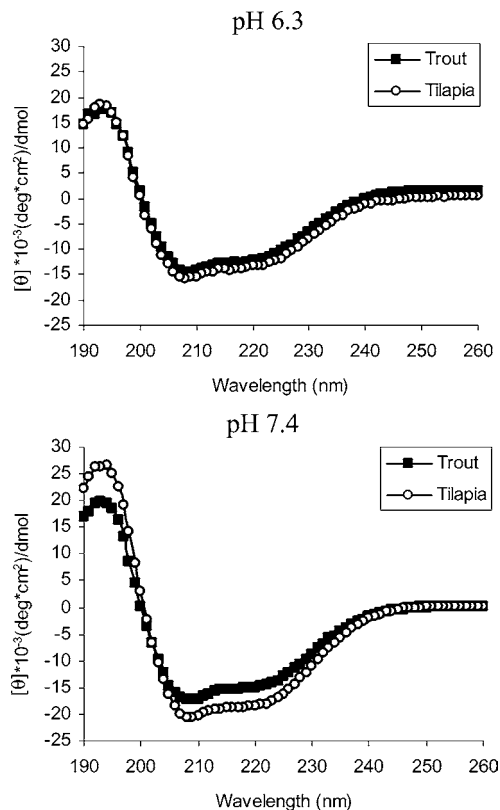 pH 6.3
Trout
Tilapia
[θ] *10-3(deg*cm2)/dmol
25
20
15
10
5
0
-5
-10
-15
-20
-25
190 200 210 220 230 240 250 260
Wavelength (nm)
pH 7.4
Trout
Tilapia
[θ]*10-3(deg*cm2)/dmol
30
25
20
15
10
5
0
-5
-10
-15
-20
-25
190 200 210 220 230 240 250 260
Wavelength (nm)